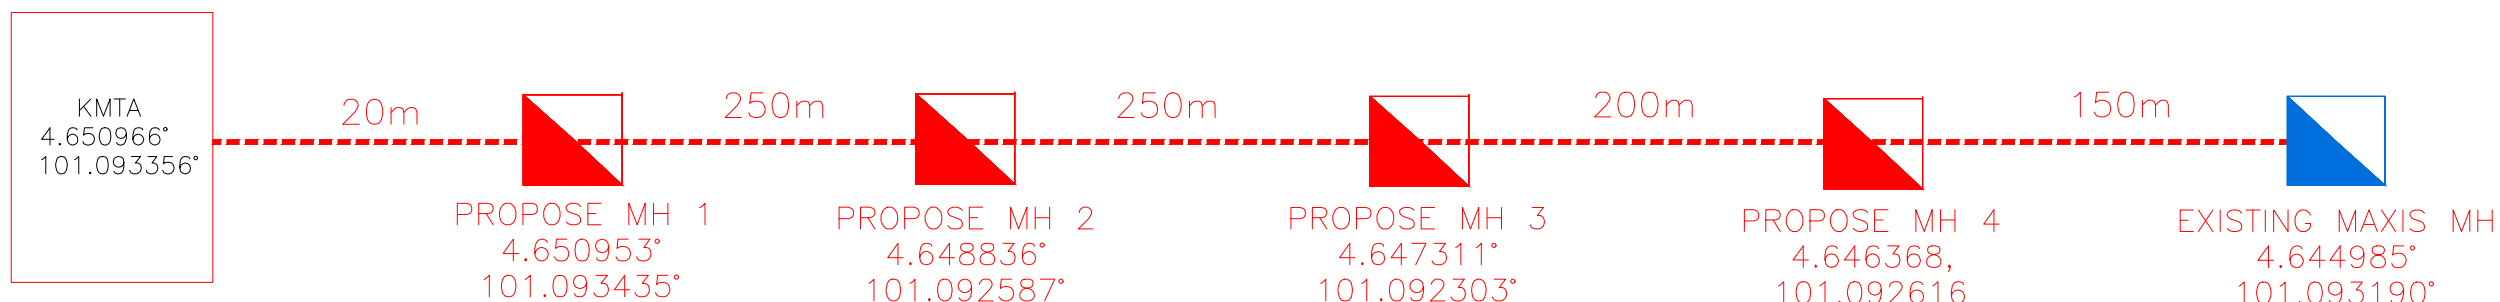 KMTA
4.650966°
101.093356°
20m
250m
250m
200m
150m
PROPOSE MH 1
4.650953°
101.093435°
PROPOSE MH 2
4.648836°
101.092587°
PROPOSE MH 3
4.64731°
101.092303°
PROPOSE MH 4
4.646368,
101.092616
EXISTING MAXIS MH
4.644985°
101.093190°